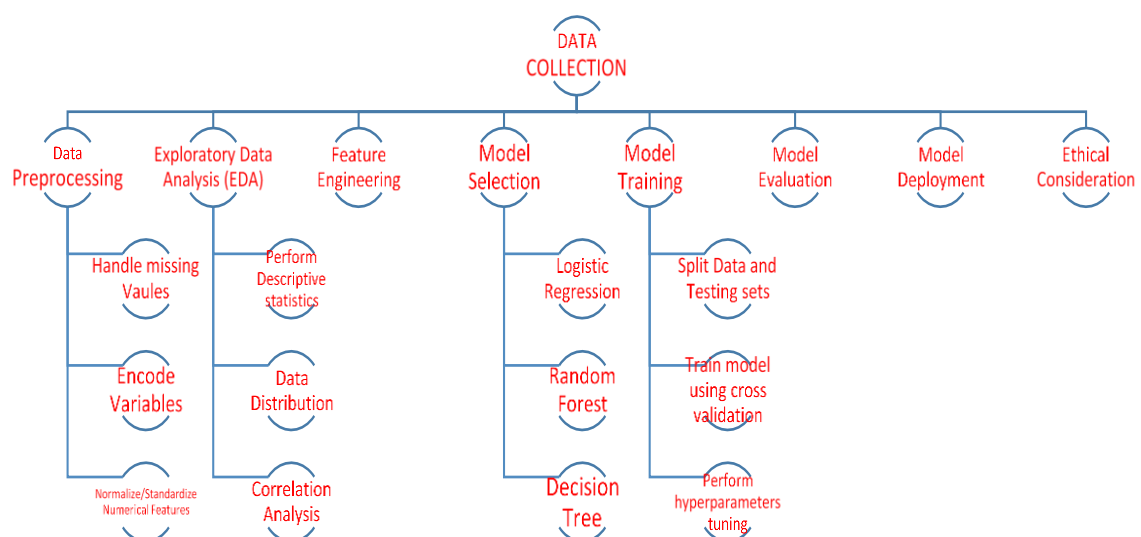 DATA
COLLECTION
Data
Preprocessing
Exploratory Data
Analysis (EDA)
Feature
Engineering
Model
Selection
Model
Training
Model
Evaluation
Model
Deployment
Ethical
Consideration
Handle missing
Vaules
Encode
Variables
Normalize/Standardize
Numerical Features
Perform
Descriptive
statistics
Data
Distribution
Correlation
Analysis
Logistic
Regression
Random
Forest
Decision
Tree
Split Data and
Testing sets
Train model
using cross
validation
Perform
hyperparameters
tuning